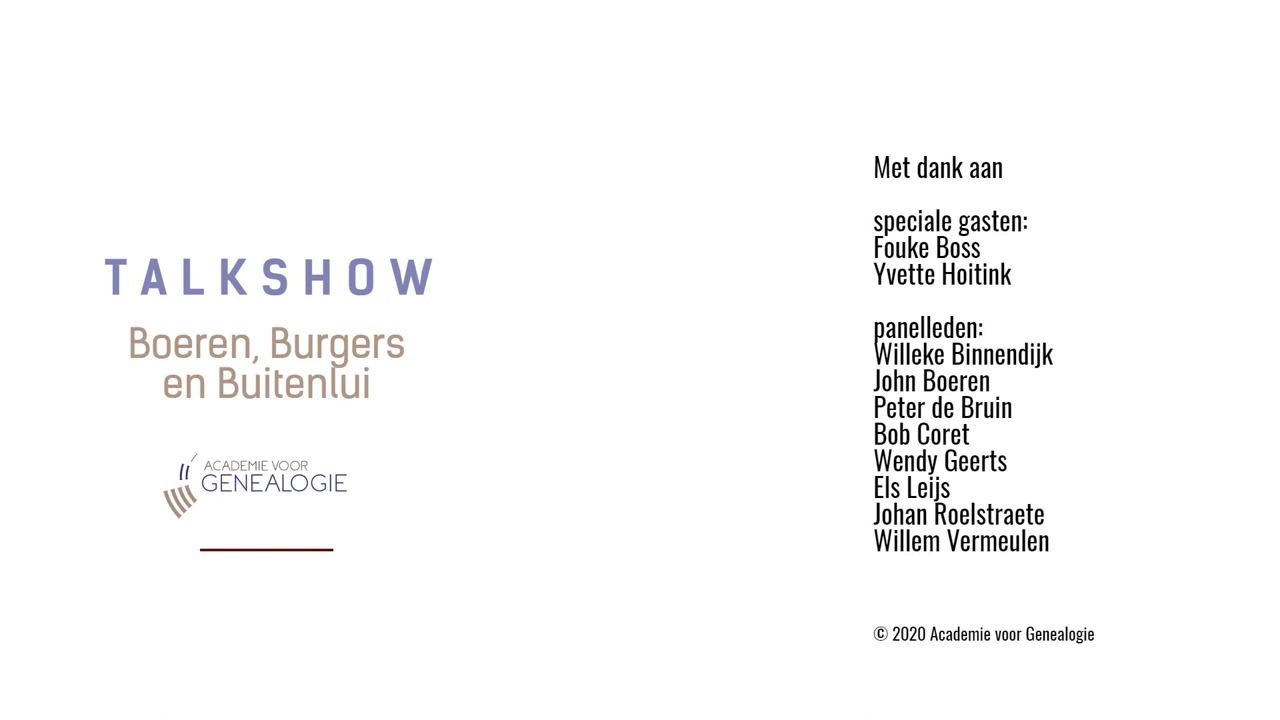 TALKSHOW
Boeren, Burgers
en Buitenlui
ACADEMIE VOOR
GENEALOGIE
Met dank aan
speciale gasten:
Fouke Boss
Yvette Hoitink
panelleden:
Willeke Binnendijk
John Boeren
Peter de Bruin
Bob Coret
Wendy Geerts
Els Leijs
Johan Roelstraete
Willem Vermeulen
© 2020 Academie voor Genealogie